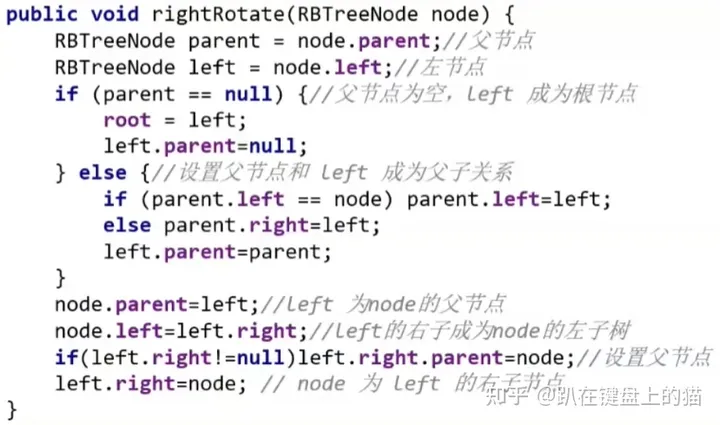 public void rightRotate(RBTreeNode node) {
    RBTreeNode parent = node.parent;//父节点
    RBTreeNode left = node.left;//左节点
    if (parent == null) {//父节点为空，left 成为根节点
        root = left;
        left.parent=null;
    } else {//设置父节点和 left 成为父子关系
        if (parent.left == node) parent.left=left;
        else parent.right=left;
        left.parent=parent;
    }
    node.parent=left;//left 为node的父节点
    node.left=left.right;//left的右子成为node的左子树
    if(left.right!=null)left.right.parent=node;//设置父节点
    left.right=node; // node 为 left 的右子节点
}
知乎 @趴在键盘上的猫